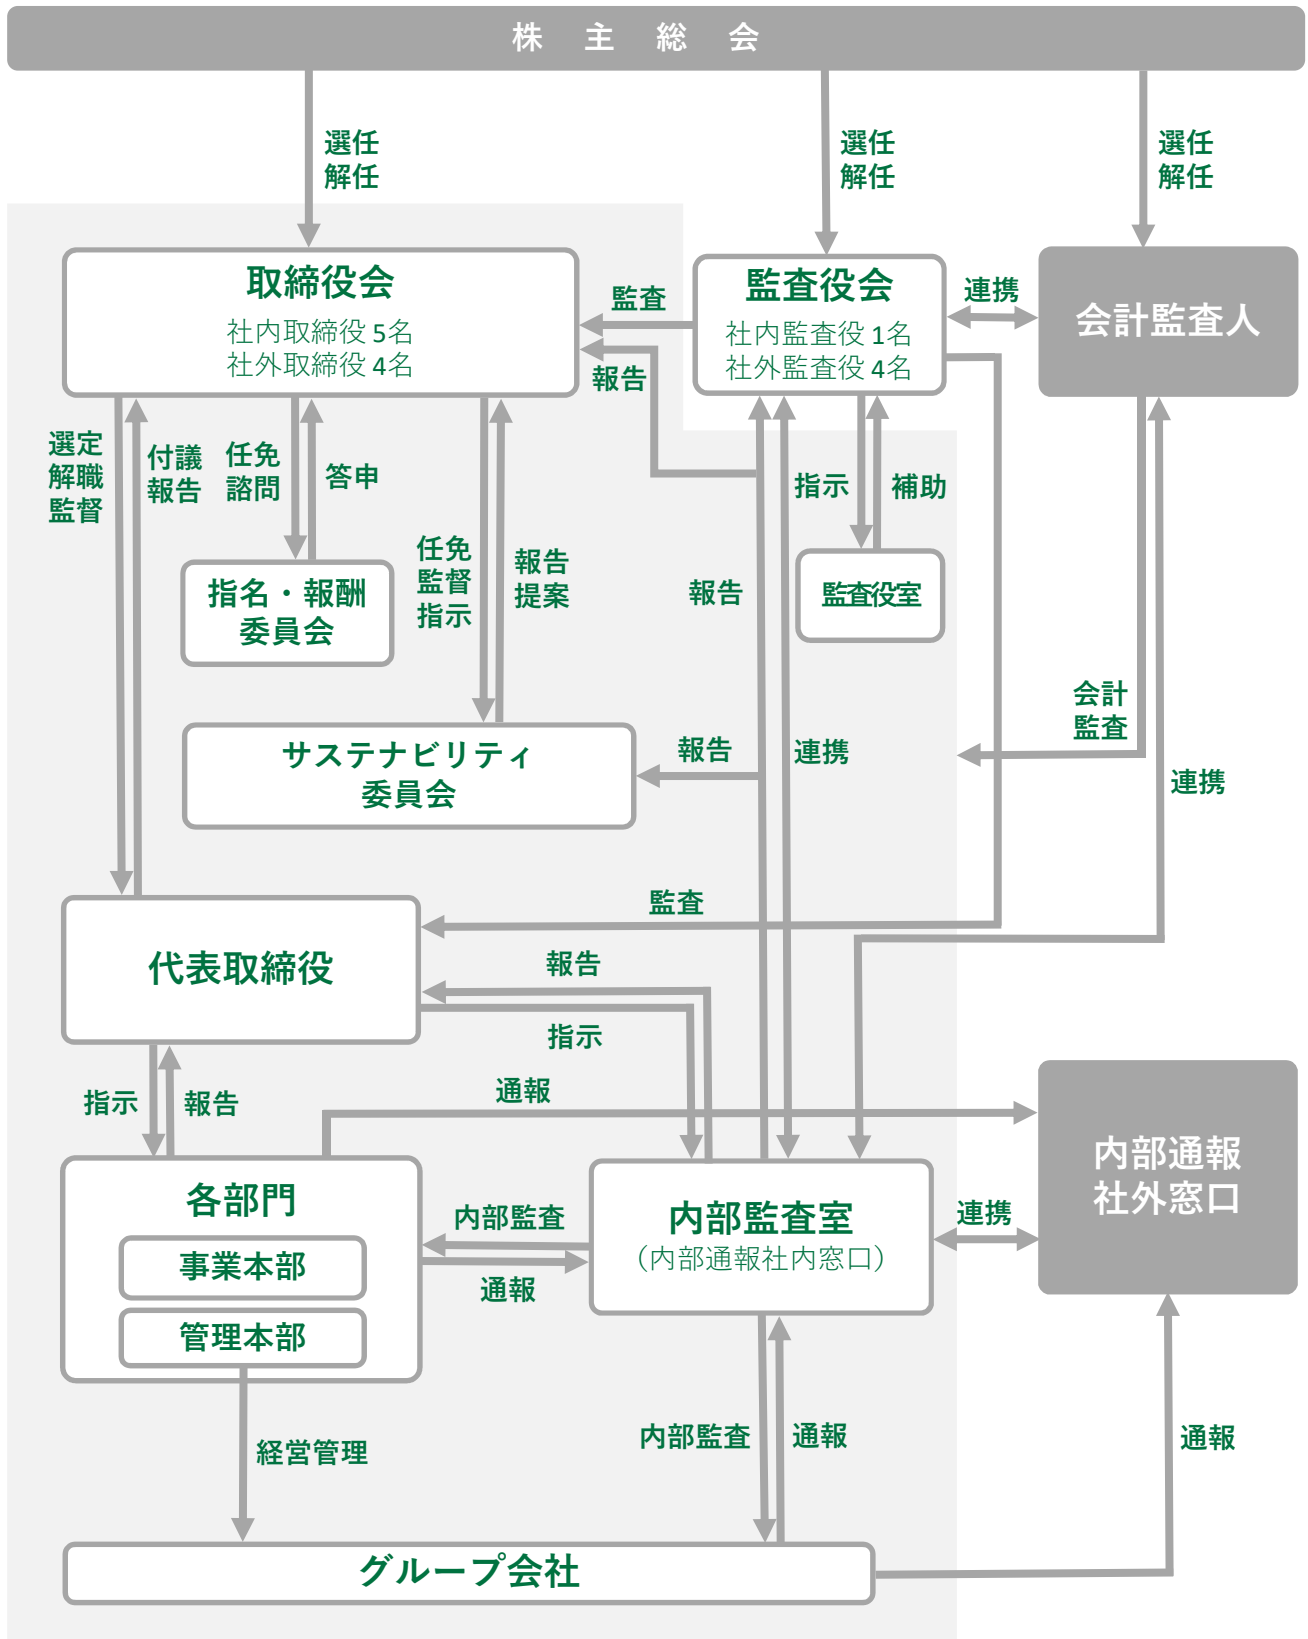 株 主 総 会
選任
解任
選任
解任
選任
解任
取締役会
社内取締役 5名
社外取締役 4名
監査
報告
監査役会
社内監査役 1名
社外監査役 4名
連携
会計監査人
選定
解職
監督
付議
報告
任免
諮問
答申
任免
監督
指示
報告
提案
指示
補助
指名・報酬
委員会
報告
監査役室
サステナビリティ
委員会
報告
連携
会計
監査
連携
代表取締役
監査
報告
指示
指示
報告
通報
内部通報
社外窓口
各部門
事業本部
管理本部
内部監査
通報
内部監査室
（内部通報社内窓口）
連携
経営管理
内部監査
通報
通報
グループ会社